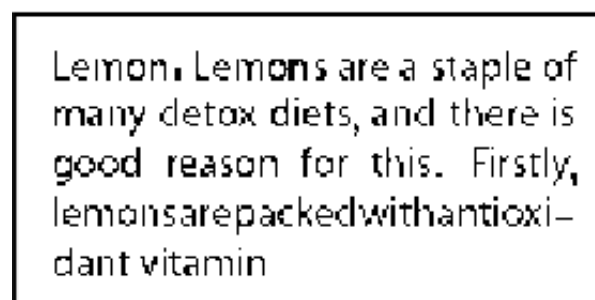 Lemon. Lemons are a staple of
many detox diets, and there is
good reason for this. Firstly,
lemonsarepackedwithantioxi-
dant vitamin